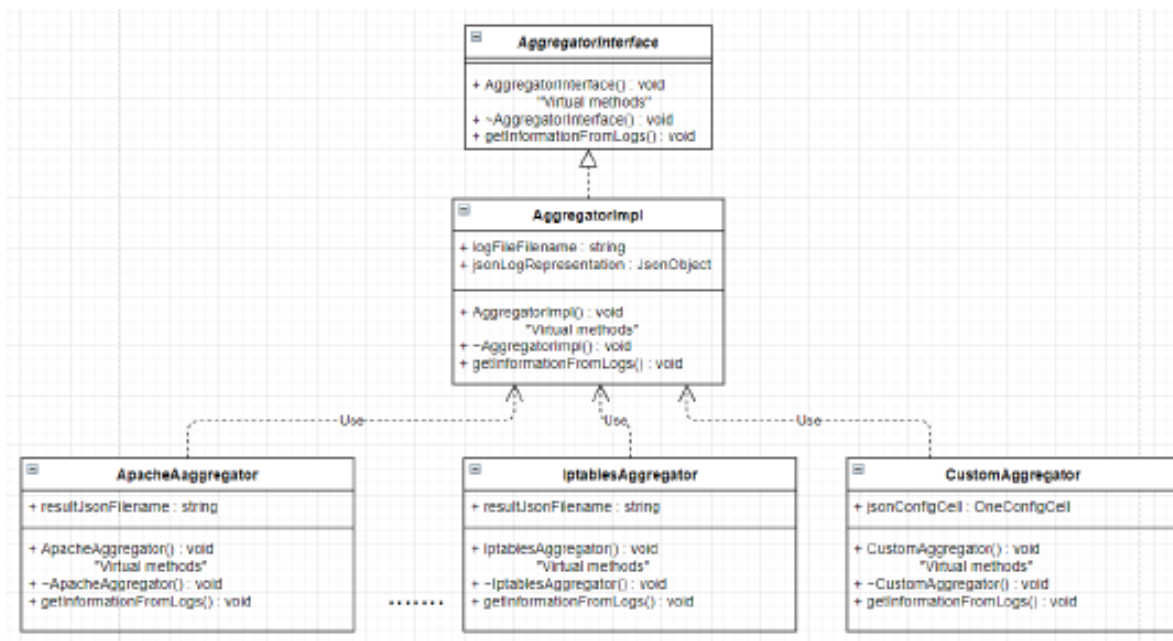 AggregatorInterface
+ AggregatorInterface() : void
"Virtual methods"
+ ~AggregatorInterface() : void
+ getInformationFromLogs() : void
AggregatorImpl
+ logFileFilename : string
+ jsonLogRepresentation : JsonObject
+ AggregatorImpl() : void
"Virtual methods"
+ ~AggregatorImpl() : void
+ getInformationFromLogs() : void
Use
Use
Use
ApacheAaggregator
+ resultJsonFilename : string
+ ApacheAggregator() : void
"Virtual methods"
+ ~ApacheAggregator() : void
+ getInformationFromLogs() : void
.......
IptablesAggregator
+ resultJsonFilename : string
+ IptablesAggregator() : void
"Virtual methods"
+ ~IptablesAggregator() : void
+ getInformationFromLogs() : void
CustomAggregator
+ jsonConfigCell : OneConfigCell
+ CustomAggregator() : void
"Virtual methods"
+ ~CustomAggregator() : void
+ getInformationFromLogs() : void